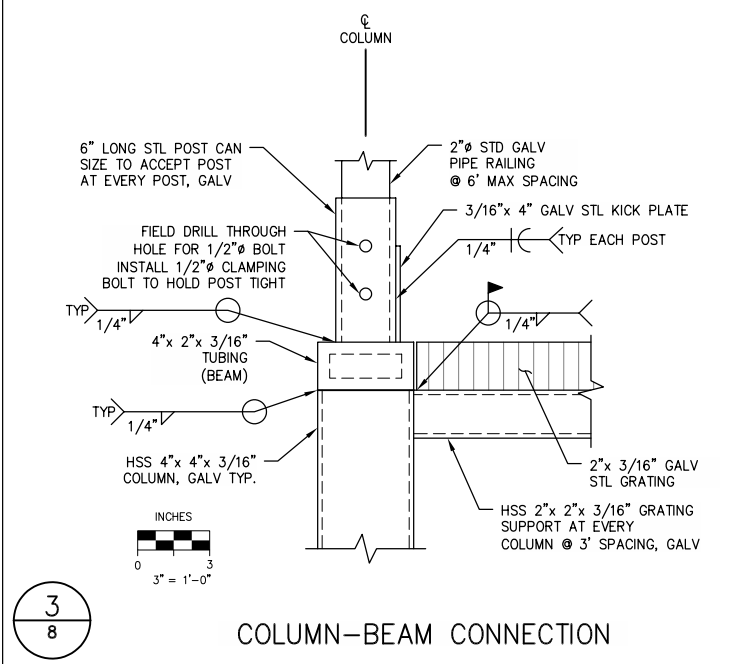 ℄
COLUMN
6" LONG STL POST CAN
SIZE TO ACCEPT POST
AT EVERY POST, GALV
2"ø STD GALV
PIPE RAILING
@ 6' MAX SPACING
3/16"x 4" GALV STL KICK PLATE
FIELD DRILL THROUGH
HOLE FOR 1/2"ø BOLT
INSTALL 1/2"ø CLAMPING
BOLT TO HOLD POST TIGHT
1/4"
TYP EACH POST
TYP
1/4"
1/4"
4"x 2"x 3/16"
TUBING
(BEAM)
TYP
1/4"
HSS 4"x 4"x 3/16"
COLUMN, GALV TYP.
2"x 3/16" GALV
STL GRATING
HSS 2"x 2"x 3/16" GRATING
SUPPORT AT EVERY
COLUMN @ 3' SPACING, GALV
INCHES
0 3
3" = 1'-0"
3
8
COLUMN-BEAM CONNECTION